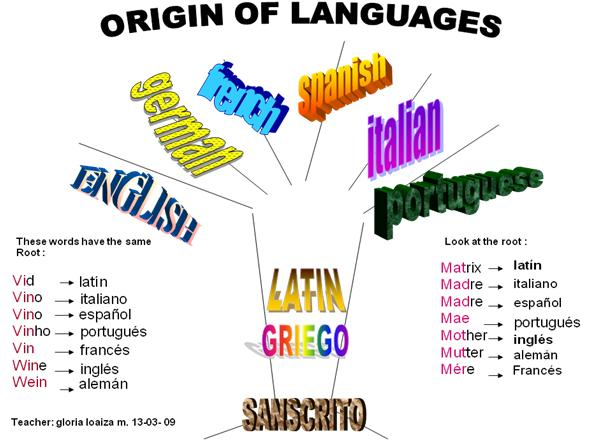 ORIGIN OF LANGUAGES
german
french
spanish
italian
portuguese
ENGLISH
These words have the same
Root :
Vid → latín
Vino → italiano
Vino → español
Vinho → portugués
Vin → francés
Wine → inglés
Wein → alemán
LATIN
GRIEGO
SANSCRITO
Look at the root :
Matrix → latín
Madre → italiano
Madre → español
Mae → portugués
Mother → inglés
Mutter → alemán
Mére → Francés
Teacher: gloria loaiza m. 13-03- 09